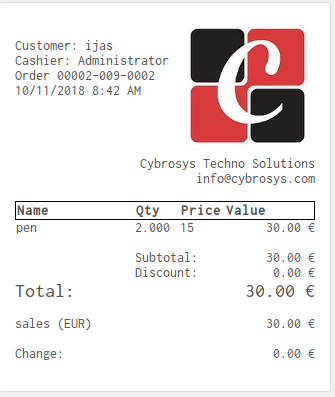 Customer: ijas
Cashier: Administrator
Order 00002-009-0002
10/11/2018 8:42 AM
C
Cybrosys Techno Solutions
info@cybrosys.com
Name Qty Price Value
pen 2.000 15 30.00 €
Subtotal: 30.00 €
Discount: 0.00 €
Total: 30.00 €
sales (EUR) 30.00 €
Change: 0.00 €